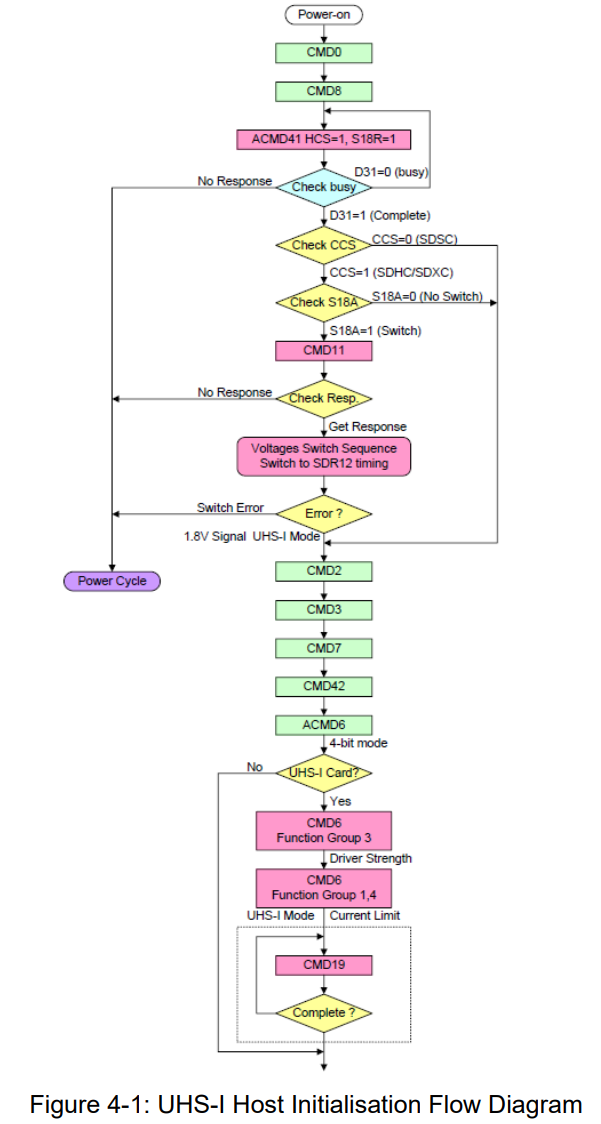 Power-on
CMD0
CMD8
ACMD41 HCS=1, S18R=1
D31=0 (busy)
No Response
Check busy
D31=1 (Complete)
Check CCS
CCS=0 (SDSC)
CCS=1 (SDHC/SDXC)
Check S18A
S18A=0 (No Switch)
S18A=1 (Switch)
CMD11
No Response
Check Resp.
Get Response
Voltages Switch Sequence
Switch to SDR12 timing
Switch Error
Error ?
1.8V Signal UHS-I Mode
CMD2
Power Cycle
CMD3
CMD7
CMD42
ACMD6
4-bit mode
No
UHS-I Card?
Yes
CMD6
Function Group 3
Driver Strength
CMD6
Function Group 1,4
UHS-I Mode
Current Limit
CMD19
Complete ?
Figure 4-1: UHS-I Host Initialisation Flow Diagram